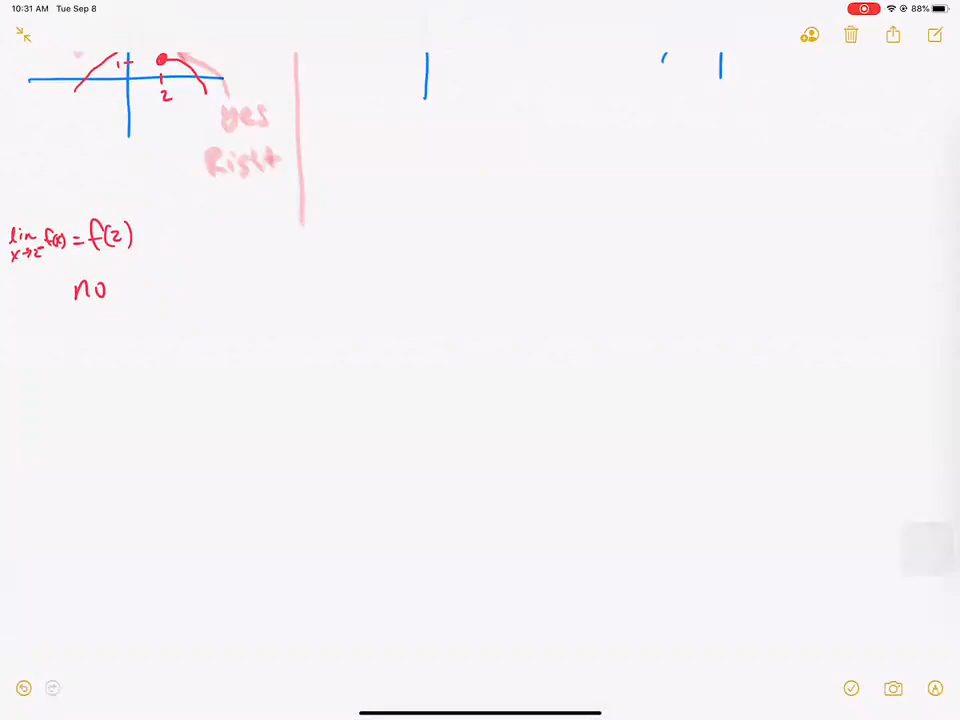 10:31 AM Tue Sep 8
88%
1
2
yes
Right
lim f(x) = f(2)
x→2⁻
no